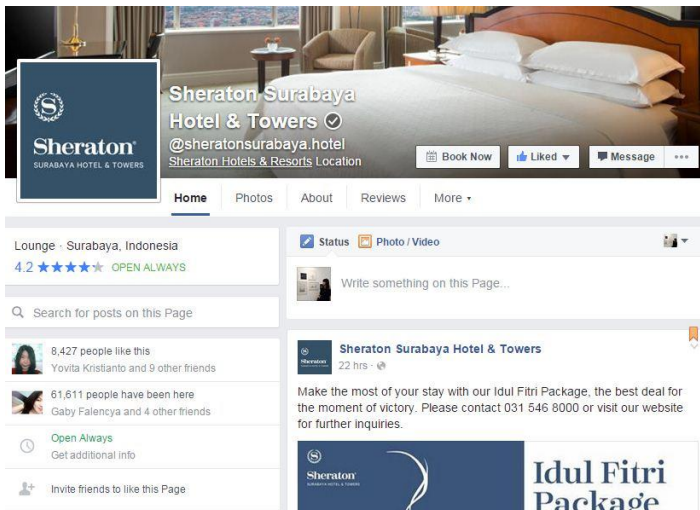 Sheraton Surabaya
Hotel & Towers
@sheratonsurabaya.hotel
Sheraton Hotels & Resorts Location
S
Sheraton
SURABAYA HOTEL & TOWERS
Book Now
Liked
Message
Home
Photos
About
Reviews
More
Lounge · Surabaya, Indonesia
4.2 OPEN ALWAYS
Search for posts on this Page
8,427 people like this
Yovita Kristianto and 9 other friends
61,611 people have been here
Gaby Falencya and 4 other friends
Open Always
Get additional info
Invite friends to like this Page
Status
Photo / Video
Write something on this Page...
Sheraton
Sheraton Surabaya Hotel & Towers
22 hrs ·
Make the most of your stay with our Idul Fitri Package, the best deal for
the moment of victory. Please contact 031 546 8000 or visit our website
for further inquiries.
S
Sheraton
SURABAYA HOTEL & TOWERS
Idul Fitri
Package